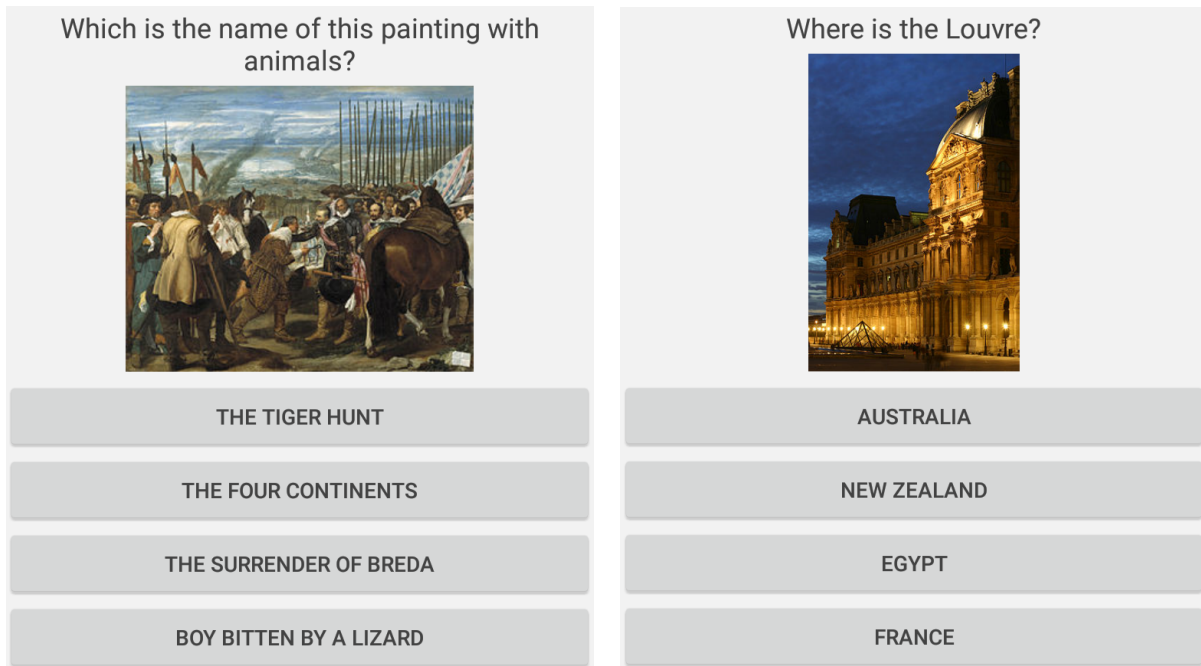 Which is the name of this painting with
animals?
THE TIGER HUNT
THE FOUR CONTINENTS
THE SURRENDER OF BREDA
BOY BITTEN BY A LIZARD
Where is the Louvre?
AUSTRALIA
NEW ZEALAND
EGYPT
FRANCE